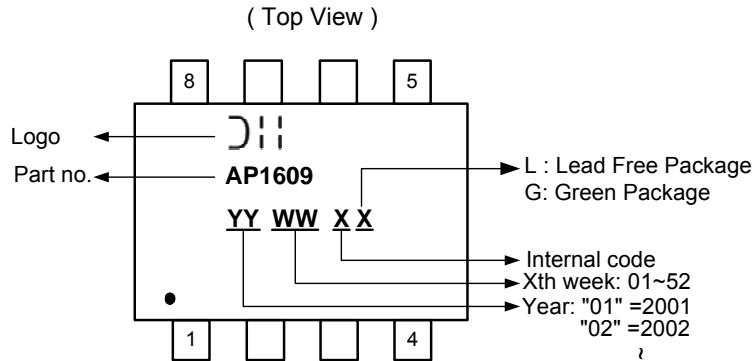 ( Top View )
8 5
Logo
Part no.
AP1609
YY WW X X
L : Lead Free Package
G: Green Package
Internal code
Xth week: 01~52
Year: "01" =2001
"02" =2002
~
1 4